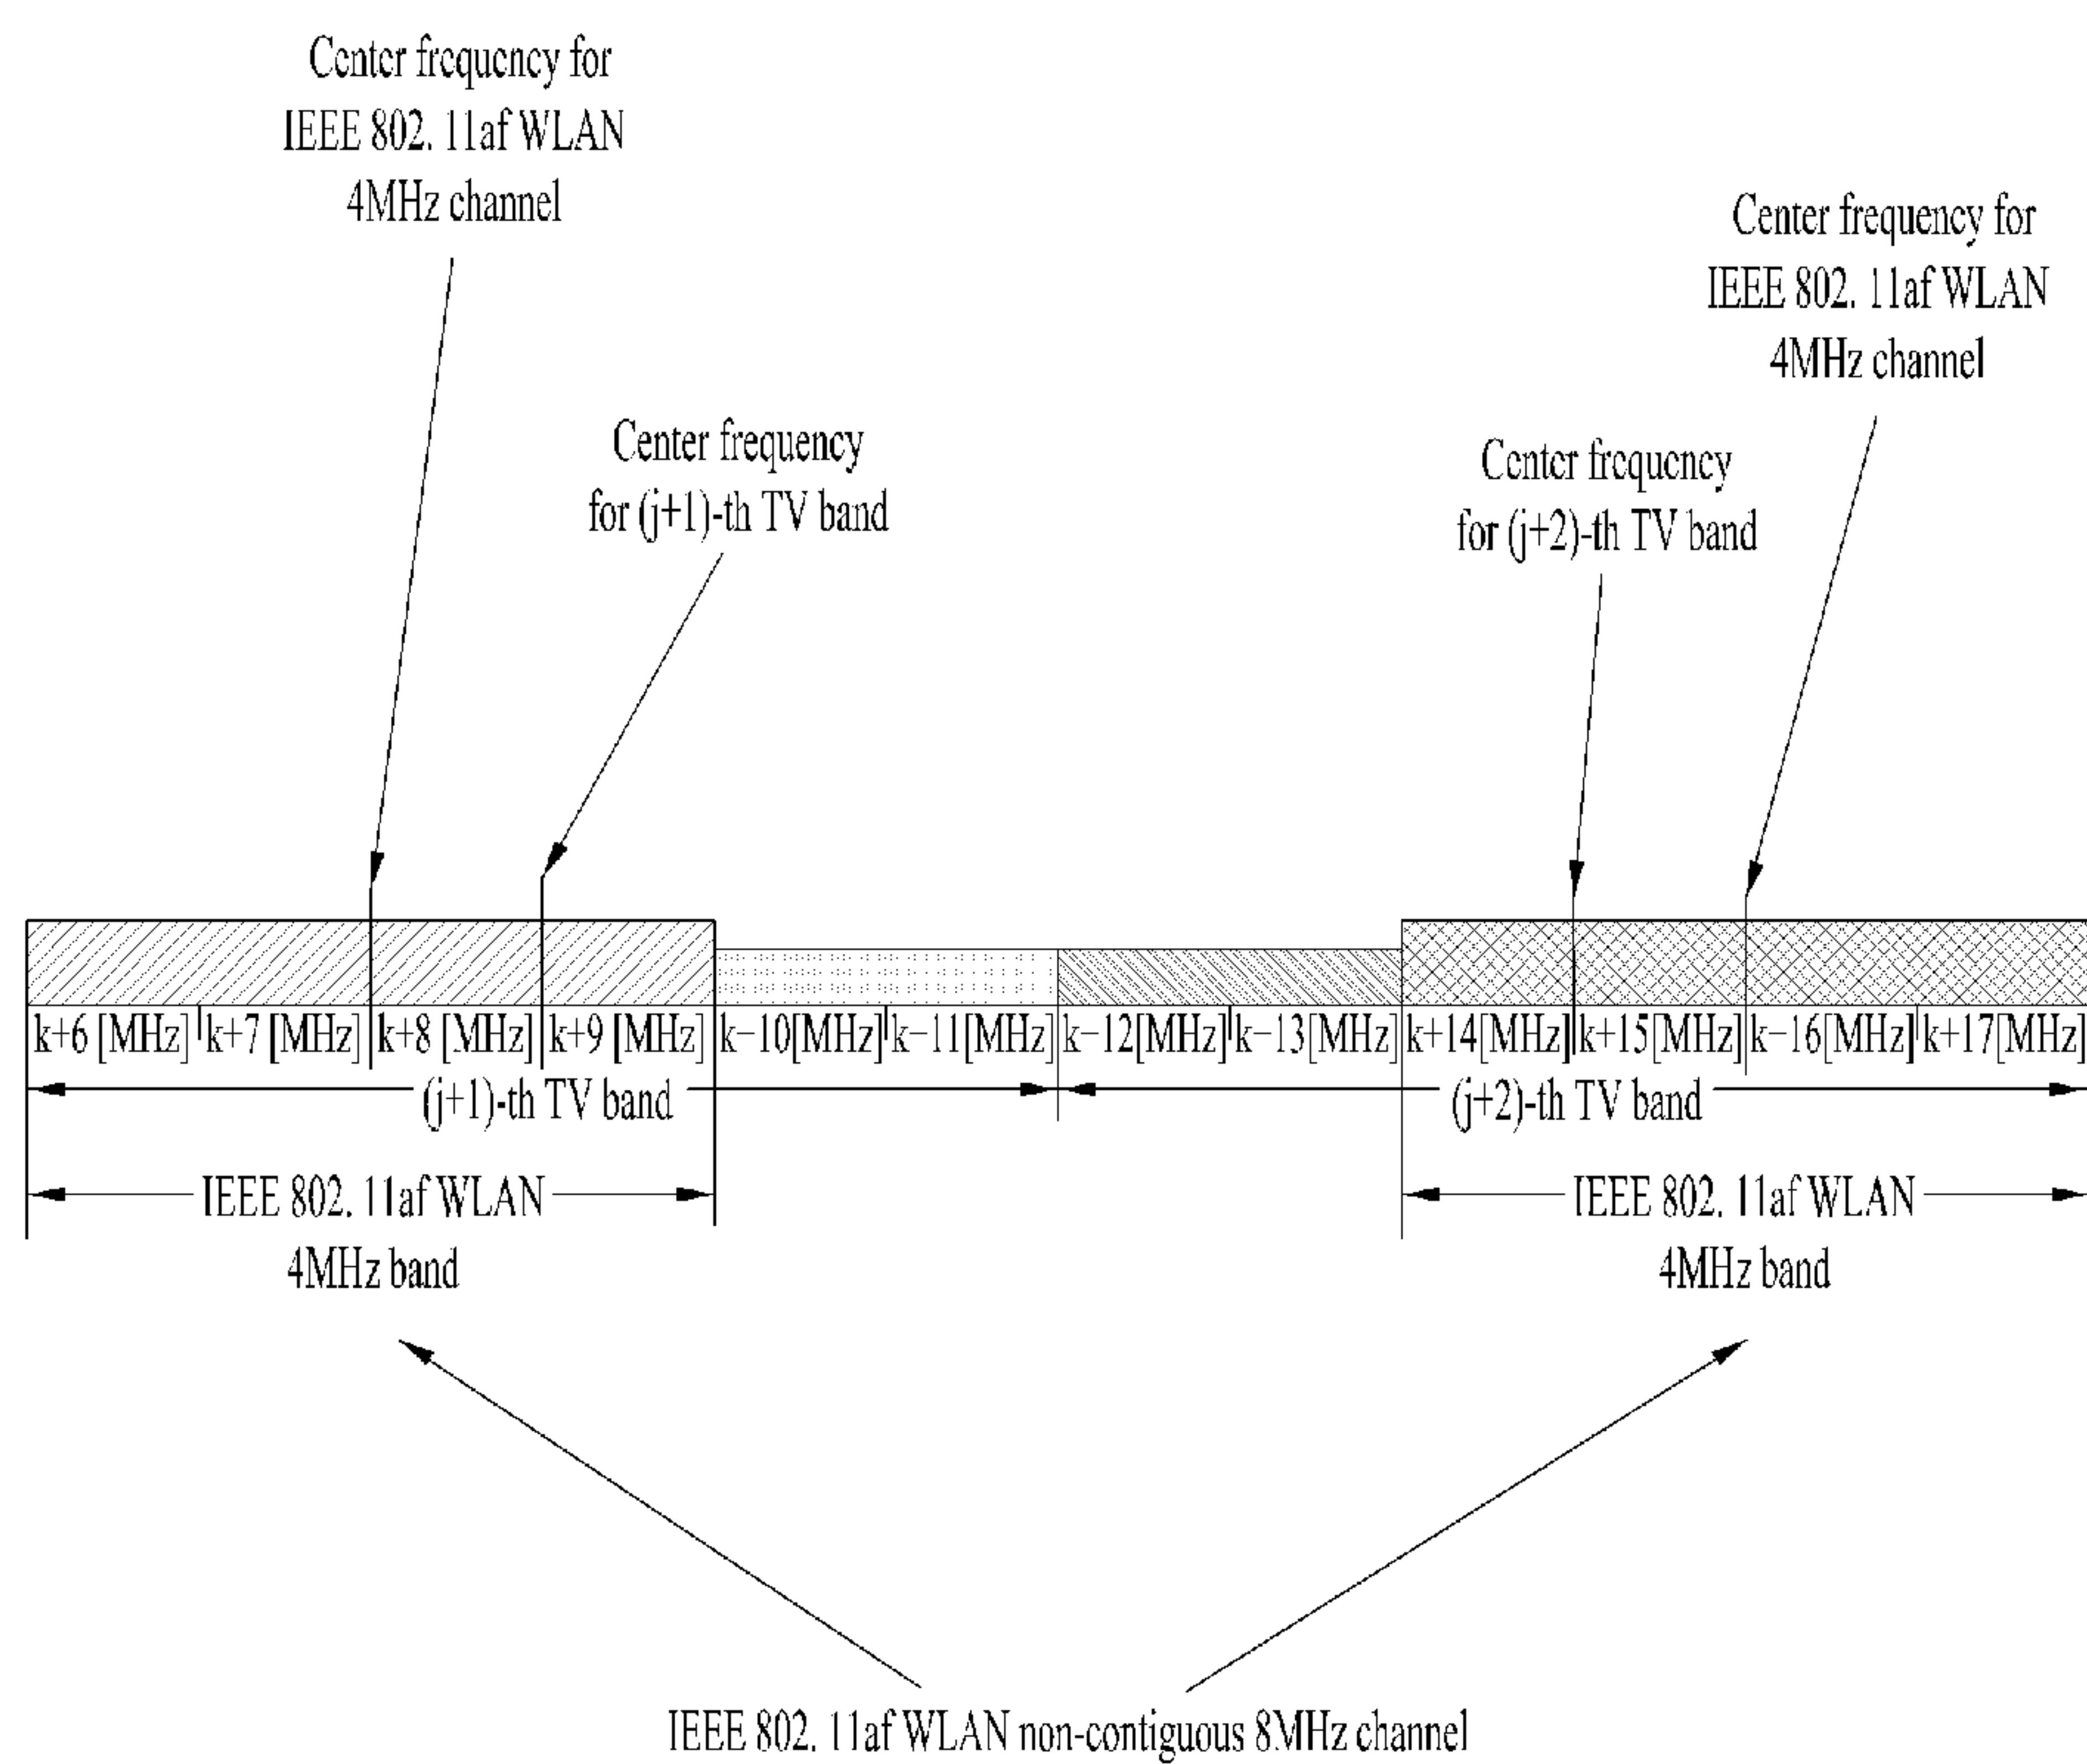 Center frequency for
IEEE 802. 11af WLAN
4MHz channel
Center frequency for
IEEE 802. 11af WLAN
4MHz channel
Center frequency
for (j+1)-th TV band
Center frequency
for (j+2)-th TV band
k+6 [MHz] k+7 [MHz] k+8 [MHz] k+9 [MHz] k−10[MHz] k−11[MHz] k−12[MHz] k−13[MHz] k+14[MHz] k+15[MHz] k−16[MHz] k+17[MHz]
(j+1)-th TV band (j+2)-th TV band
IEEE 802. 11af WLAN
4MHz band
IEEE 802. 11af WLAN
4MHz band
IEEE 802. 11af WLAN non-contiguous 8MHz channel